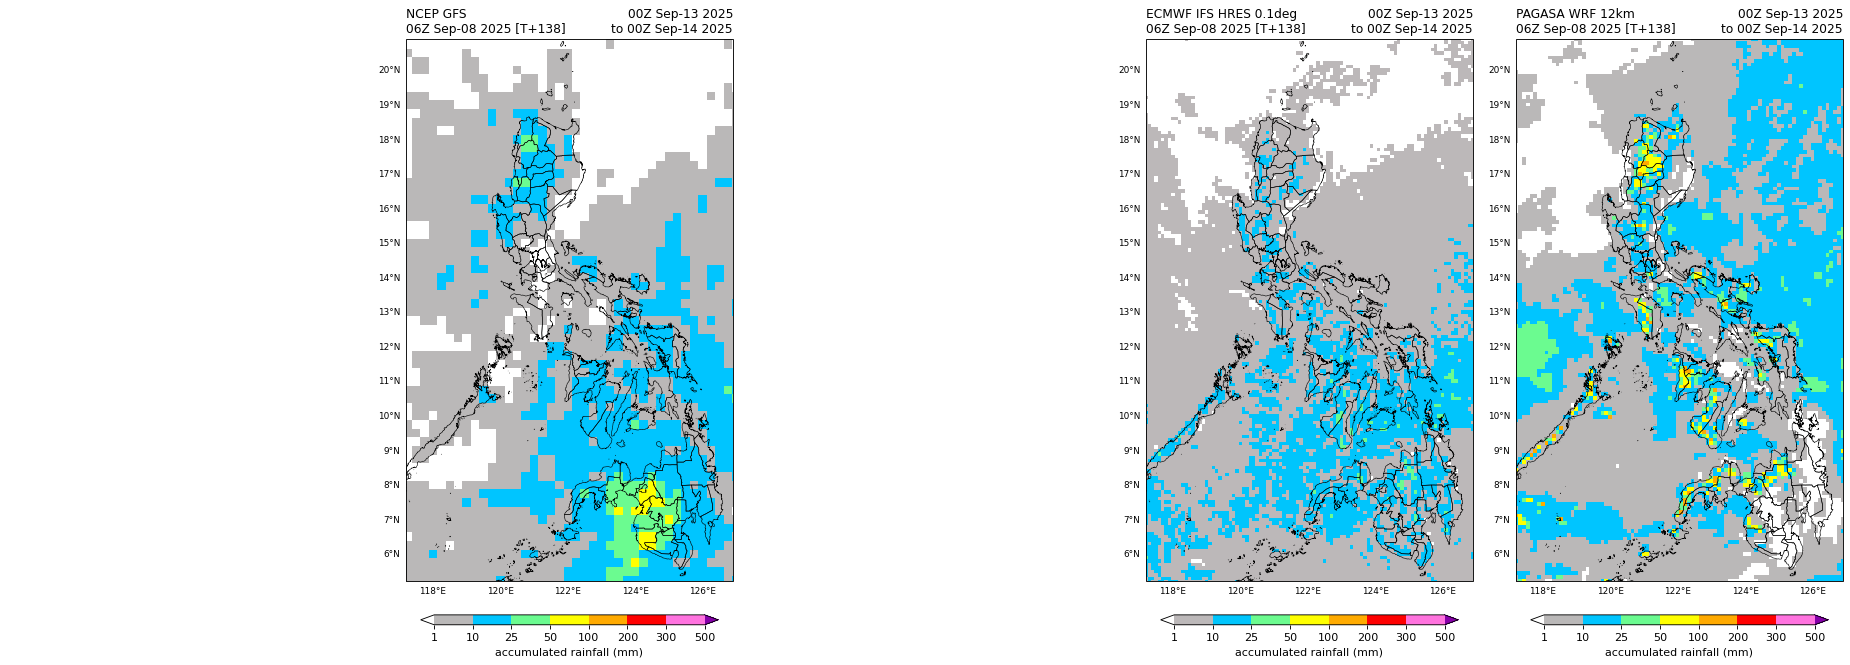 NCEP GFS
00Z Sep-13 2025
06Z Sep-08 2025 [T+138]
to 00Z Sep-14 2025
20°N
19°N
18°N
17°N
16°N
15°N
14°N
13°N
12°N
11°N
10°N
9°N
8°N
7°N
6°N
118°E
120°E
122°E
124°E
126°E
1
10
25
50
100
200
300
500
accumulated rainfall (mm)
ECMWF IFS HRES 0.1deg
00Z Sep-13 2025
06Z Sep-08 2025 [T+138]
to 00Z Sep-14 2025
20°N
19°N
18°N
17°N
16°N
15°N
14°N
13°N
12°N
11°N
10°N
9°N
8°N
7°N
6°N
118°E
120°E
122°E
124°E
126°E
1
10
25
50
100
200
300
500
accumulated rainfall (mm)
PAGASA WRF 12km
00Z Sep-13 2025
06Z Sep-08 2025 [T+138]
to 00Z Sep-14 2025
20°N
19°N
18°N
17°N
16°N
15°N
14°N
13°N
12°N
11°N
10°N
9°N
8°N
7°N
6°N
118°E
120°E
122°E
124°E
126°E
1
10
25
50
100
200
300
500
accumulated rainfall (mm)